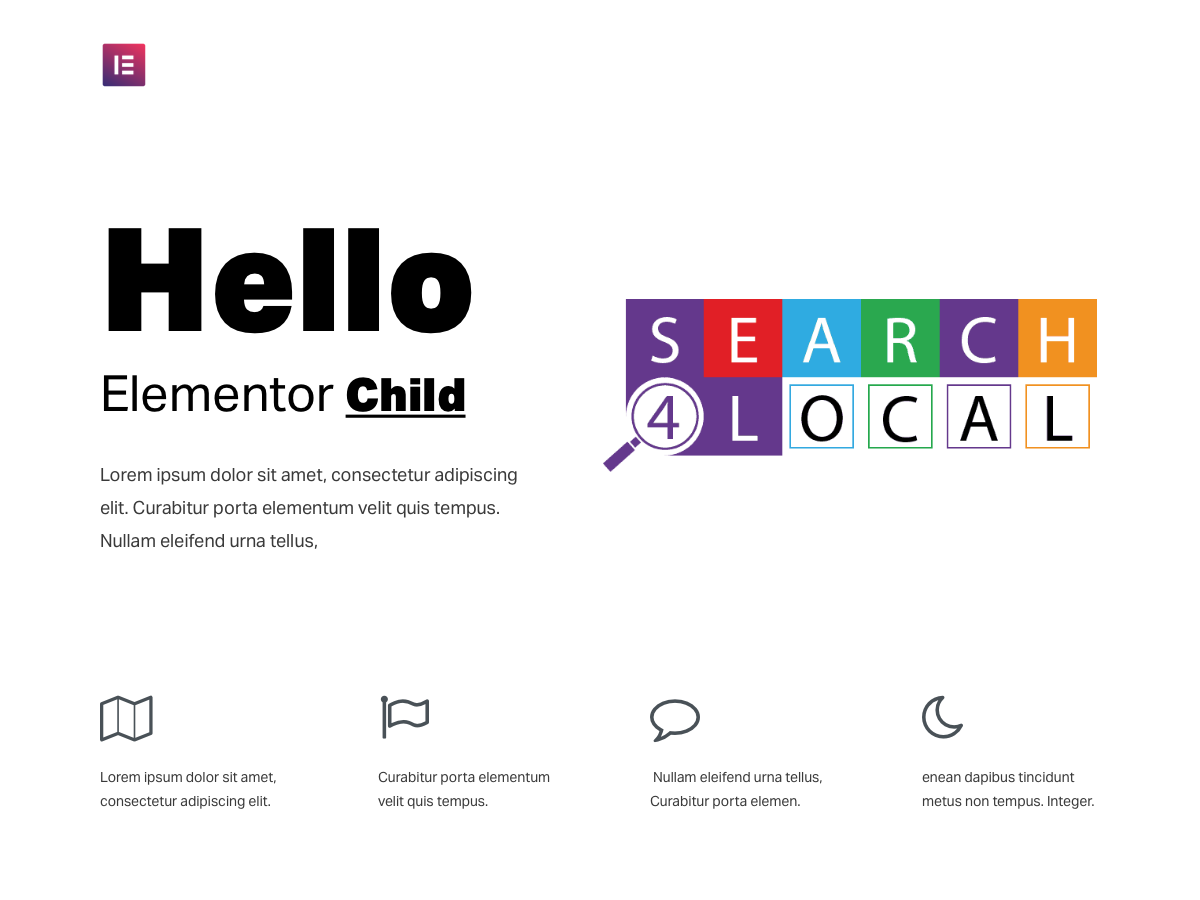 Hello
Elementor Child
Lorem ipsum dolor sit amet, consectetur adipiscing
elit. Curabitur porta elementum velit quis tempus.
Nullam eleifend urna tellus,
SEARCH
4LOCAL
Lorem ipsum dolor sit amet,
consectetur adipiscing elit.
Curabitur porta elementum
velit quis tempus.
Nullam eleifend urna tellus,
Curabitur porta elemen.
enean dapibus tincidunt
metus non tempus. Integer.